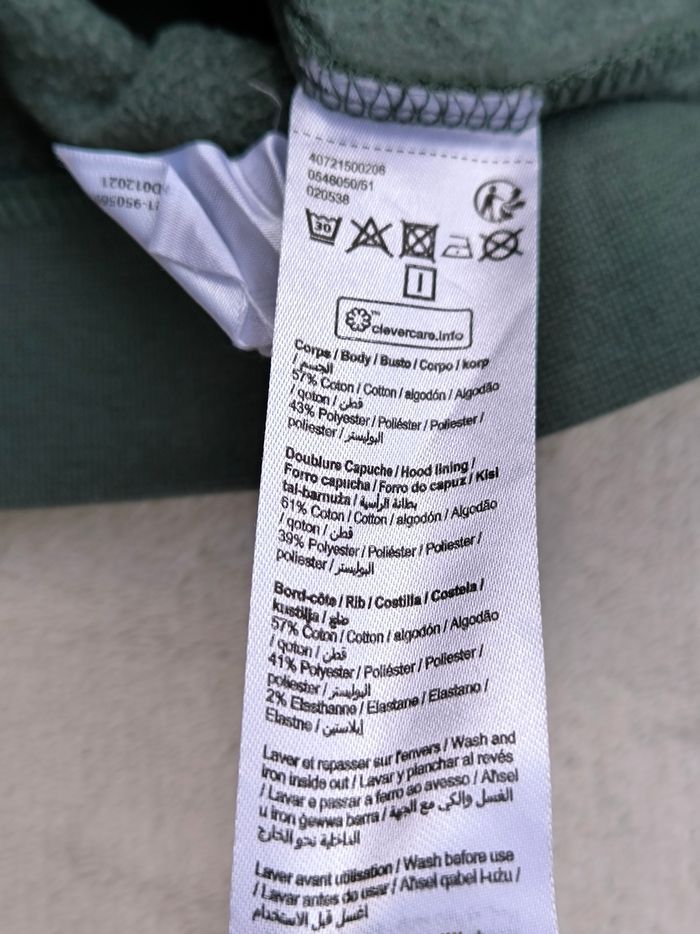 40721500208
0548050/51
020538
30
I
clevercare.info
Corps / Body / Busto / Corpo / korp
/ الجسم
57% Coton / Cotton / algodón / Algodão
/ qoton / قطن
43% Polyester / Poliéster / Poliester /
poliester / البوليستر
Doublure Capuche / Hood lining /
Forro capucha / Forro do capuz / Kisi
tal-barnuża / بطانة الرأسية
61% Coton / Cotton / algodón / Algodão
/ qoton / قطن
39% Polyester / Poliéster / Poliester /
poliester / البوليستر
Bord-côte / Rib / Costilla / Costela /
kustilja / ضلع
57% Coton / Cotton / algodón / Algodão
/ qoton / قطن
41% Polyester / Poliéster / Poliester /
poliester / البوليستر
2% Elasthanne / Elastane / Elastano /
Elastne / إيلاستين
Laver et repasser sur l'envers / Wash and
iron inside out / Lavar y planchar al revés
/ Lavar e passar a ferro ao avesso / Aħsel
u iron ġewwa barra / الغسل والكي مع الجهة
الداخلية نحو الخارج
Laver avant utilisation / Wash before use
/ Lavar antes de usar / Aħsel qabel l-użu /
اغسل قبل الاستخدام